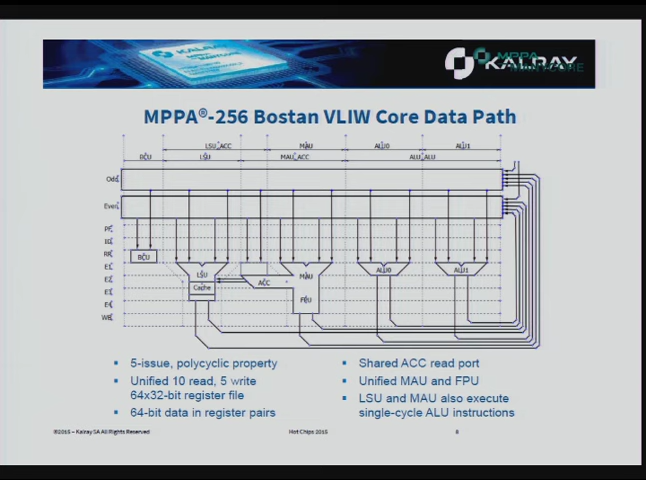 KALRAY
MPPA
MANYCORE
KALRAY
MPPA®-256 Bostan VLIW Core Data Path
LSU_ACC MAU ALU0 ALU1
BCU LSU MAU_ACC ALU_ALU
Odd
Even
PF
ID
RR
E1
E2
E3
E4
WB
BCU
LSU
Cache
ACC
MAU
FPU
ALU0
ALU1
▪ 5-issue, polycyclic property
▪ Unified 10 read, 5 write
64x32-bit register file
▪ 64-bit data in register pairs
▪ Shared ACC read port
▪ Unified MAU and FPU
▪ LSU and MAU also execute
single-cycle ALU instructions
©2015 – Kalray SA All Rights Reserved
Hot Chips 2015
8